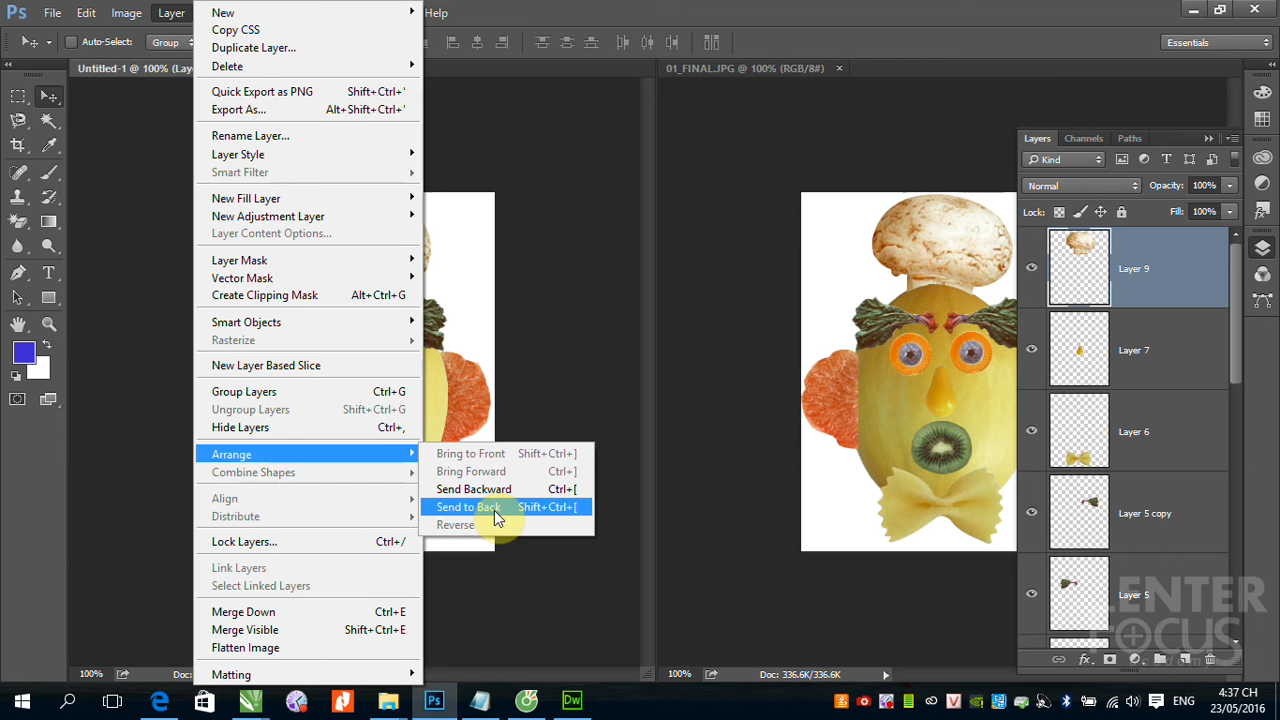 Ps File Edit Image Layer Help
Auto-Select: Group
Essentials
Untitled-1 @ 100% (Lay
01_FINAL.JPG @ 100% (RGB/8#) ×
New
Copy CSS
Duplicate Layer...
Delete
Quick Export as PNG Shift+Ctrl+'
Export As... Alt+Shift+Ctrl+'
Rename Layer...
Layer Style
Smart Filter
New Fill Layer
New Adjustment Layer
Layer Content Options...
Layer Mask
Vector Mask
Create Clipping Mask Alt+Ctrl+G
Smart Objects
Rasterize
New Layer Based Slice
Group Layers Ctrl+G
Ungroup Layers Shift+Ctrl+G
Hide Layers Ctrl+,
Arrange
Combine Shapes
Align
Distribute
Lock Layers... Ctrl+/
Link Layers
Select Linked Layers
Merge Down Ctrl+E
Merge Visible Shift+Ctrl+E
Flatten Image
Matting
Bring to Front Shift+Ctrl+]
Bring Forward Ctrl+]
Send Backward Ctrl+[
Send to Back Shift+Ctrl+[
Reverse
Layers Channels Paths
Kind
Normal Opacity: 100%
Lock: Fill: 100%
Layer 9
Layer 7
Layer 6
Layer 5 copy
Layer 5
CENTER
FOCUS
100% Doc:
100% Doc: 336.6K/336.6K
Ps
Dw
ENG
4:37 CH
23/05/2016